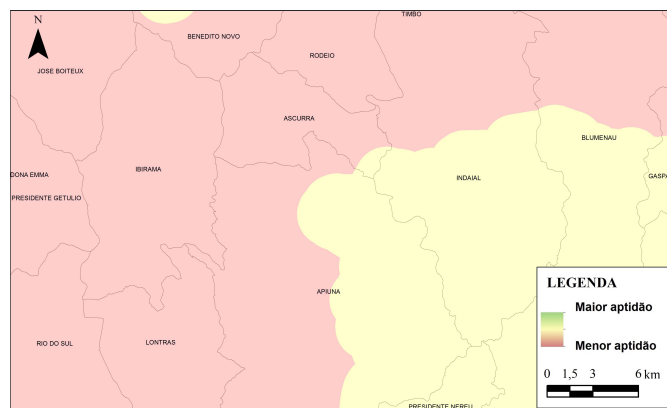 N
TIMBO
BENEDITO NOVO
RODEIO
JOSE BOITEUX
ASCURRA
BLUMENAU
IBIRAMA
DONA EMMA
INDAIAL
GASPA
PRESIDENTE GETULIO
APIUNA
RIO DO SUL
LONTRAS
PRESIDENTE NEREU
LEGENDA
Maior aptidão
Menor aptidão
0 1,5 3 6 km